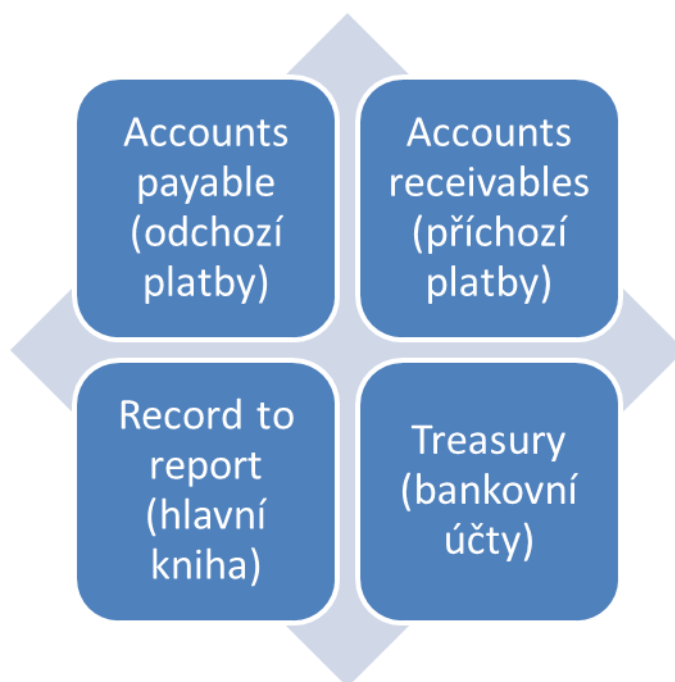 Accounts
payable
(odchozí
platby)
Accounts
receivables
(příchozí
platby)
Record to
report
(hlavní
kniha)
Treasury
(bankovní
účty)